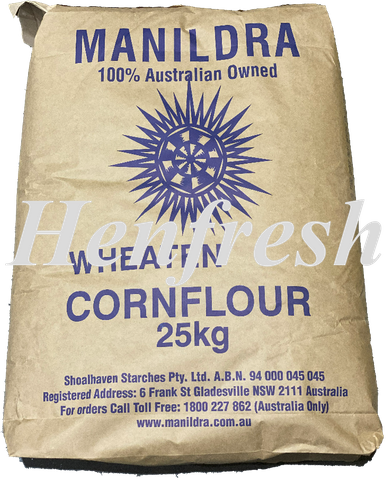 MANILDRA
100% Australian Owned
Henfresh
WHEATEN
CORNFLOUR
25kg
Shoalhaven Starches Pty. Ltd. A.B.N. 94 000 045 045
Registered Address: 6 Frank St Gladesville NSW 2111 Australia
For orders Call Toll Free: 1800 227 862 (Australia Only)
www.manildra.com.au